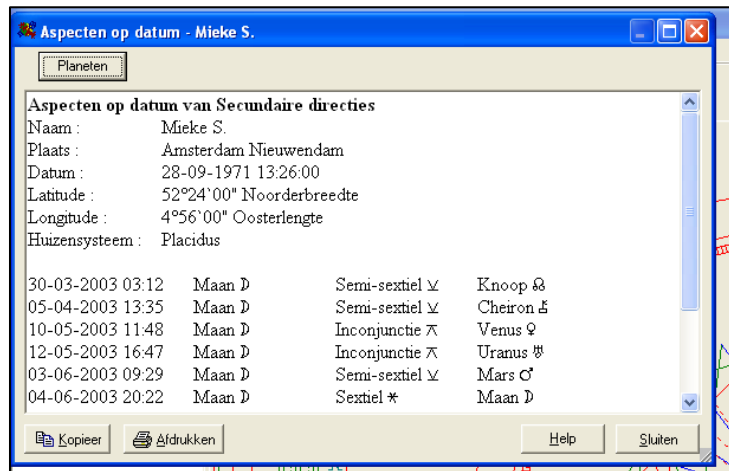 Aspecten op datum - Mieke S.
Planeten
Aspecten op datum van Secundaire directies
Naam : Mieke S.
Plaats : Amsterdam Nieuwendam
Datum : 28-09-1971 13:26:00
Latitude : 52°24`00" Noorderbreedte
Longitude : 4°56`00" Oosterlengte
Huizensysteem : Placidus
30-03-2003 03:12 Maan ☽ Semi-sextiel ⚺ Knoop ☊
05-04-2003 13:35 Maan ☽ Semi-sextiel ⚺ Cheiron ⚷
10-05-2003 11:48 Maan ☽ Inconjunctie ⚻ Venus ♀
12-05-2003 16:47 Maan ☽ Inconjunctie ⚻ Uranus ♅
03-06-2003 09:29 Maan ☽ Semi-sextiel ⚺ Mars ♂
04-06-2003 20:22 Maan ☽ Sextiel ⚹ Maan ☽
Kopieer Afdrukken Help Sluiten